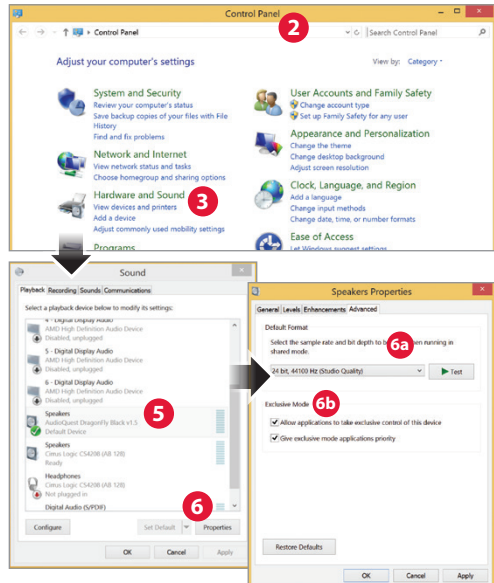 Control Panel
2
Control Panel
Search Control Panel
Adjust your computer's settings
View by: Category
System and Security
Review your computer's status
Save backup copies of your files with File
History
Find and fix problems
Network and Internet
View network status and tasks
Choose homegroup and sharing options
Hardware and Sound
3
View devices and printers
Add a device
Adjust commonly used mobility settings
Programs
User Accounts and Family Safety
Change account type
Set up Family Safety for any user
Appearance and Personalization
Change the theme
Change desktop background
Adjust screen resolution
Clock, Language, and Region
Add a language
Change input methods
Change date, time, or number formats
Ease of Access
Let Windows suggest settings
Sound
Playback Recording Sounds Communications
Select a playback device below to modify its settings:
4 - Digital Display Audio
AMD High Definition Audio Device
Disabled, unplugged
5 - Digital Audio
AMD High Definition Audio Device
Disabled, unplugged
6 - Digital Audio
AMD High Definition Audio Device
Disabled, unplugged
Speakers
AudioQuest DragonFly Black v1.5
Default Device
5
Speakers
Cirrus Logic CS4208 (AB 128)
Ready
Headphones
Cirrus Logic CS4208 (AB 128)
Not plugged in
6
Digital Audio (S/PDIF)
Configure
Set Default
Properties
OK
Cancel
Apply
Speakers Properties
General Levels Enhancements Advanced
Default Format
Select the sample rate and bit depth to be when running in
shared mode.
6a
24 bit, 44100 Hz (Studio Quality)
Test
Exclusive Mode
6b
Allow applications to take exclusive control of this device
Give exclusive mode applications priority
Restore Defaults
OK
Cancel
Apply